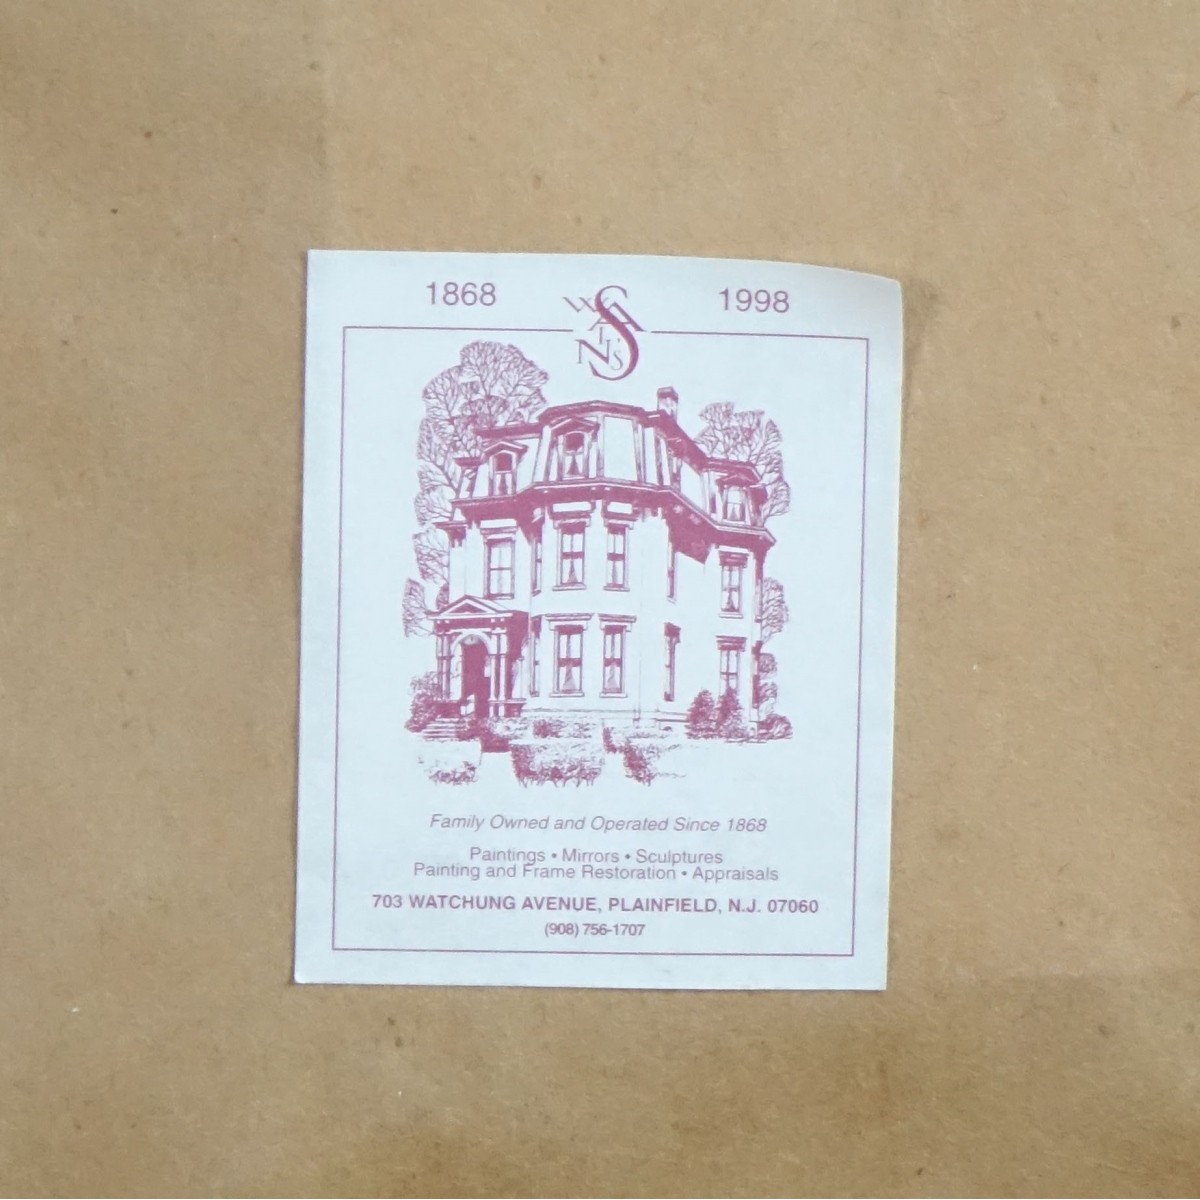 1868 1998
SWAIN'S
Family Owned and Operated Since 1868
Paintings • Mirrors • Sculptures
Painting and Frame Restoration • Appraisals
703 WATCHUNG AVENUE, PLAINFIELD, N.J. 07060
(908) 756-1707